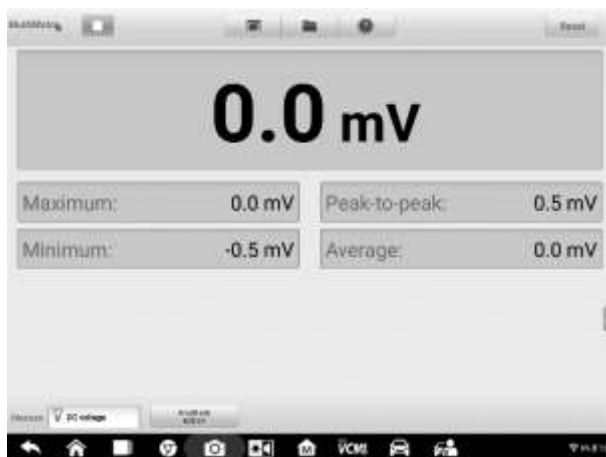 Reset
0.0 mV
Maximum: 0.0 mV
Peak-to-peak: 0.5 mV
Minimum: -0.5 mV
Average: 0.0 mV
DC voltage
VCMI